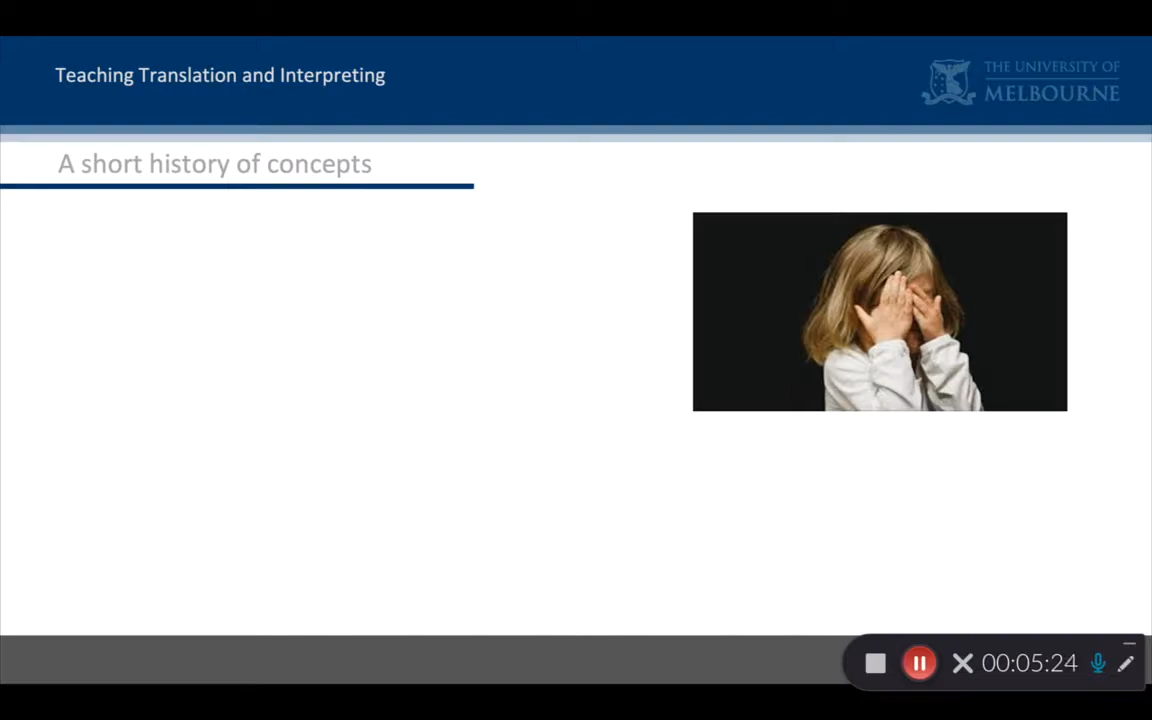 Teaching Translation and Interpreting
THE UNIVERSITY OF
MELBOURNE
A short history of concepts
00:05:24